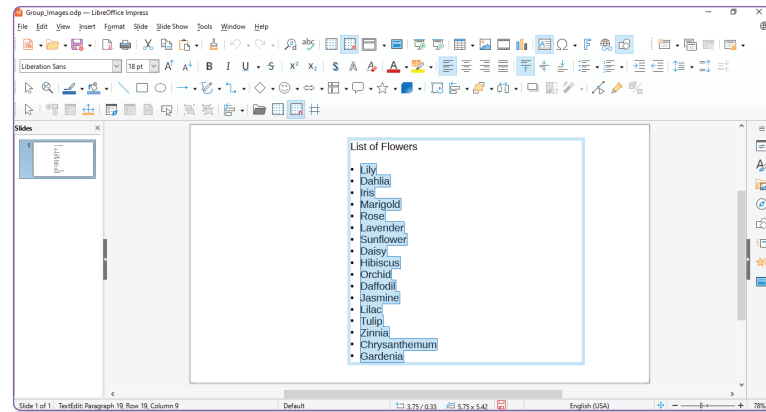 Group_Images.odp — LibreOffice Impress
File Edit View Insert Format Slide Slide Show Tools Window Help
Liberation Sans 18 pt
Slides
1
List of Flowers
• Lily
• Dahlia
• Iris
• Marigold
• Rose
• Lavender
• Sunflower
• Daisy
• Hibiscus
• Orchid
• Daffodil
• Jasmine
• Lilac
• Tulip
• Zinnia
• Chrysanthemum
• Gardenia
Slide 1 of 1 TextEdit: Paragraph 19, Row 19, Column 9 Default 3.75 / 0.33 5.75 x 5.42 English (USA) 78%